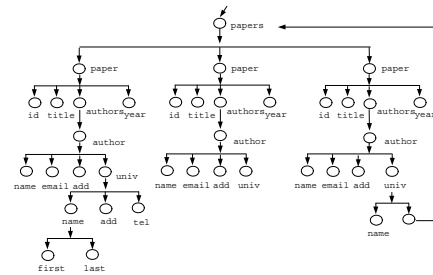 papers
paper paper paper
id title authors year id title authors year id title authors year
author author author
name email add univ name email add univ name email add univ
name add tel name
first last